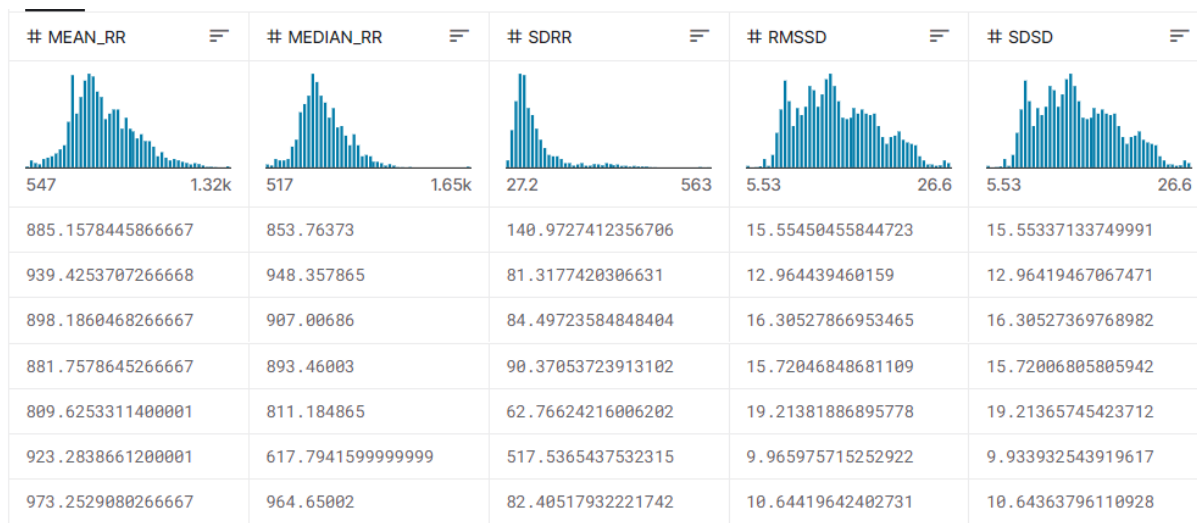 # MEAN_RR # MEDIAN_RR # SDRR # RMSSD # SDSD
547 1.32k 517 1.65k 27.2 563 5.53 26.6 5.53 26.6
885.1578445866667 853.76373 140.9727412356706 15.55450455844723 15.55337133749991
939.4253707266668 948.357865 81.3177420306631 12.964439460159 12.96419467067471
898.1860468266667 907.00686 84.49723584848404 16.30527866953465 16.30527369768982
881.7578645266667 893.46003 90.37053723913102 15.72046848681109 15.72006805805942
809.6253311400001 811.184865 62.76624216006202 19.21381886895778 19.21365745423712
923.2838661200001 617.7941599999999 517.5365437532315 9.965975715252922 9.933932543919617
973.2529080266667 964.65002 82.40517932221742 10.64419642402731 10.64363796110928